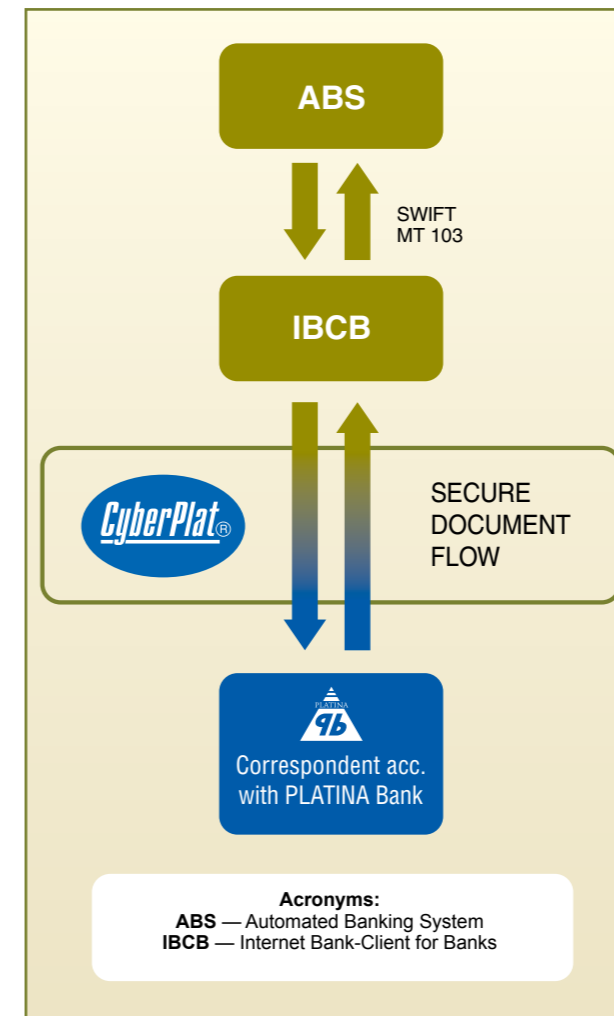 ABS
SWIFT
MT 103
IBCB
CyberPlat®
SECURE
DOCUMENT
FLOW
PLATINA
pb
Correspondent acc.
with PLATINA Bank
Acronyms:
ABS — Automated Banking System
IBCB — Internet Bank-Client for Banks